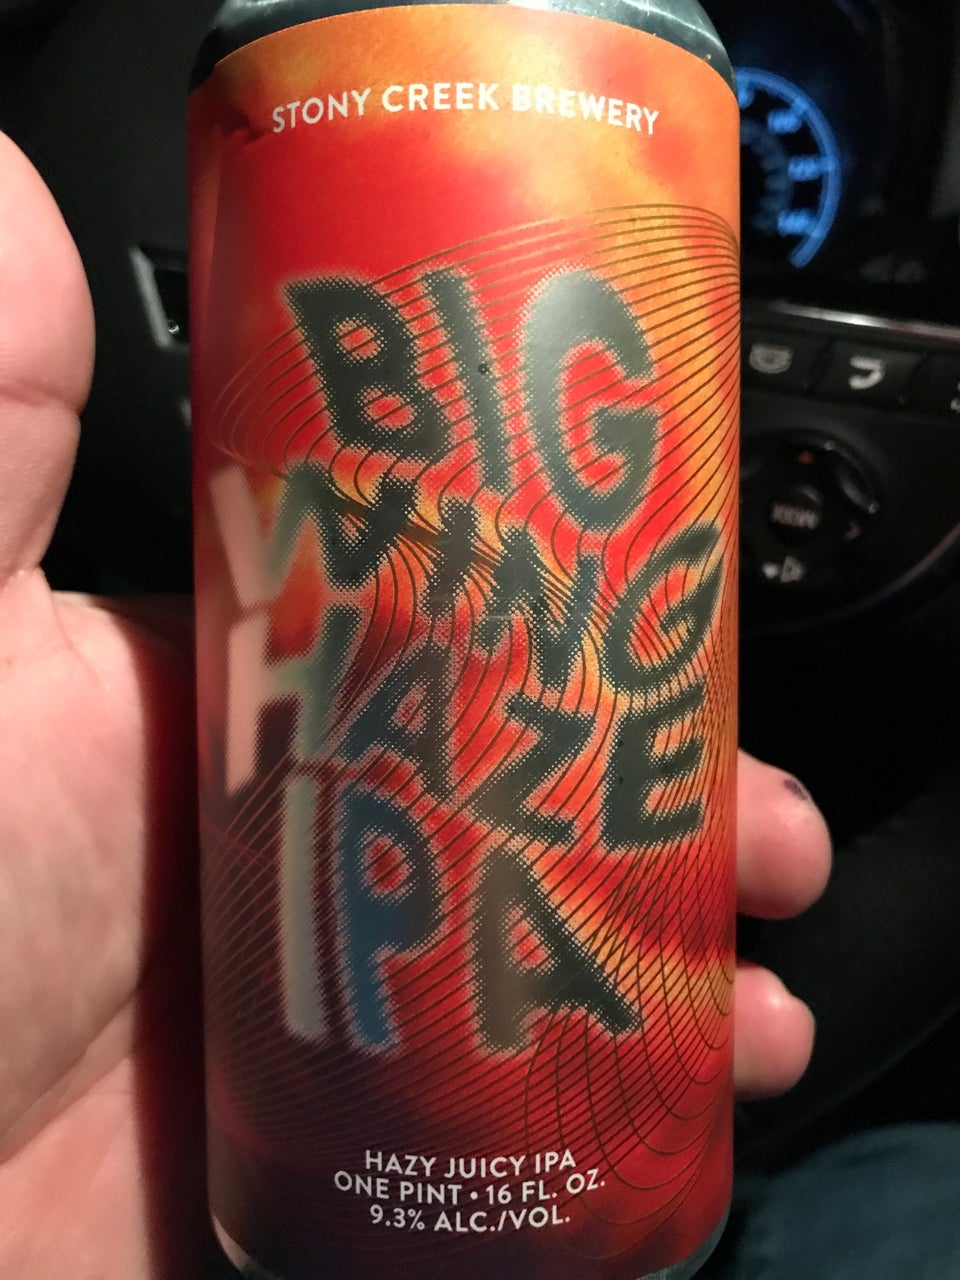 STONY CREEK BREWERY
BIG
WING
HAZE
IPA
HAZY JUICY IPA
ONE PINT • 16 FL. OZ.
9.3% ALC./VOL.